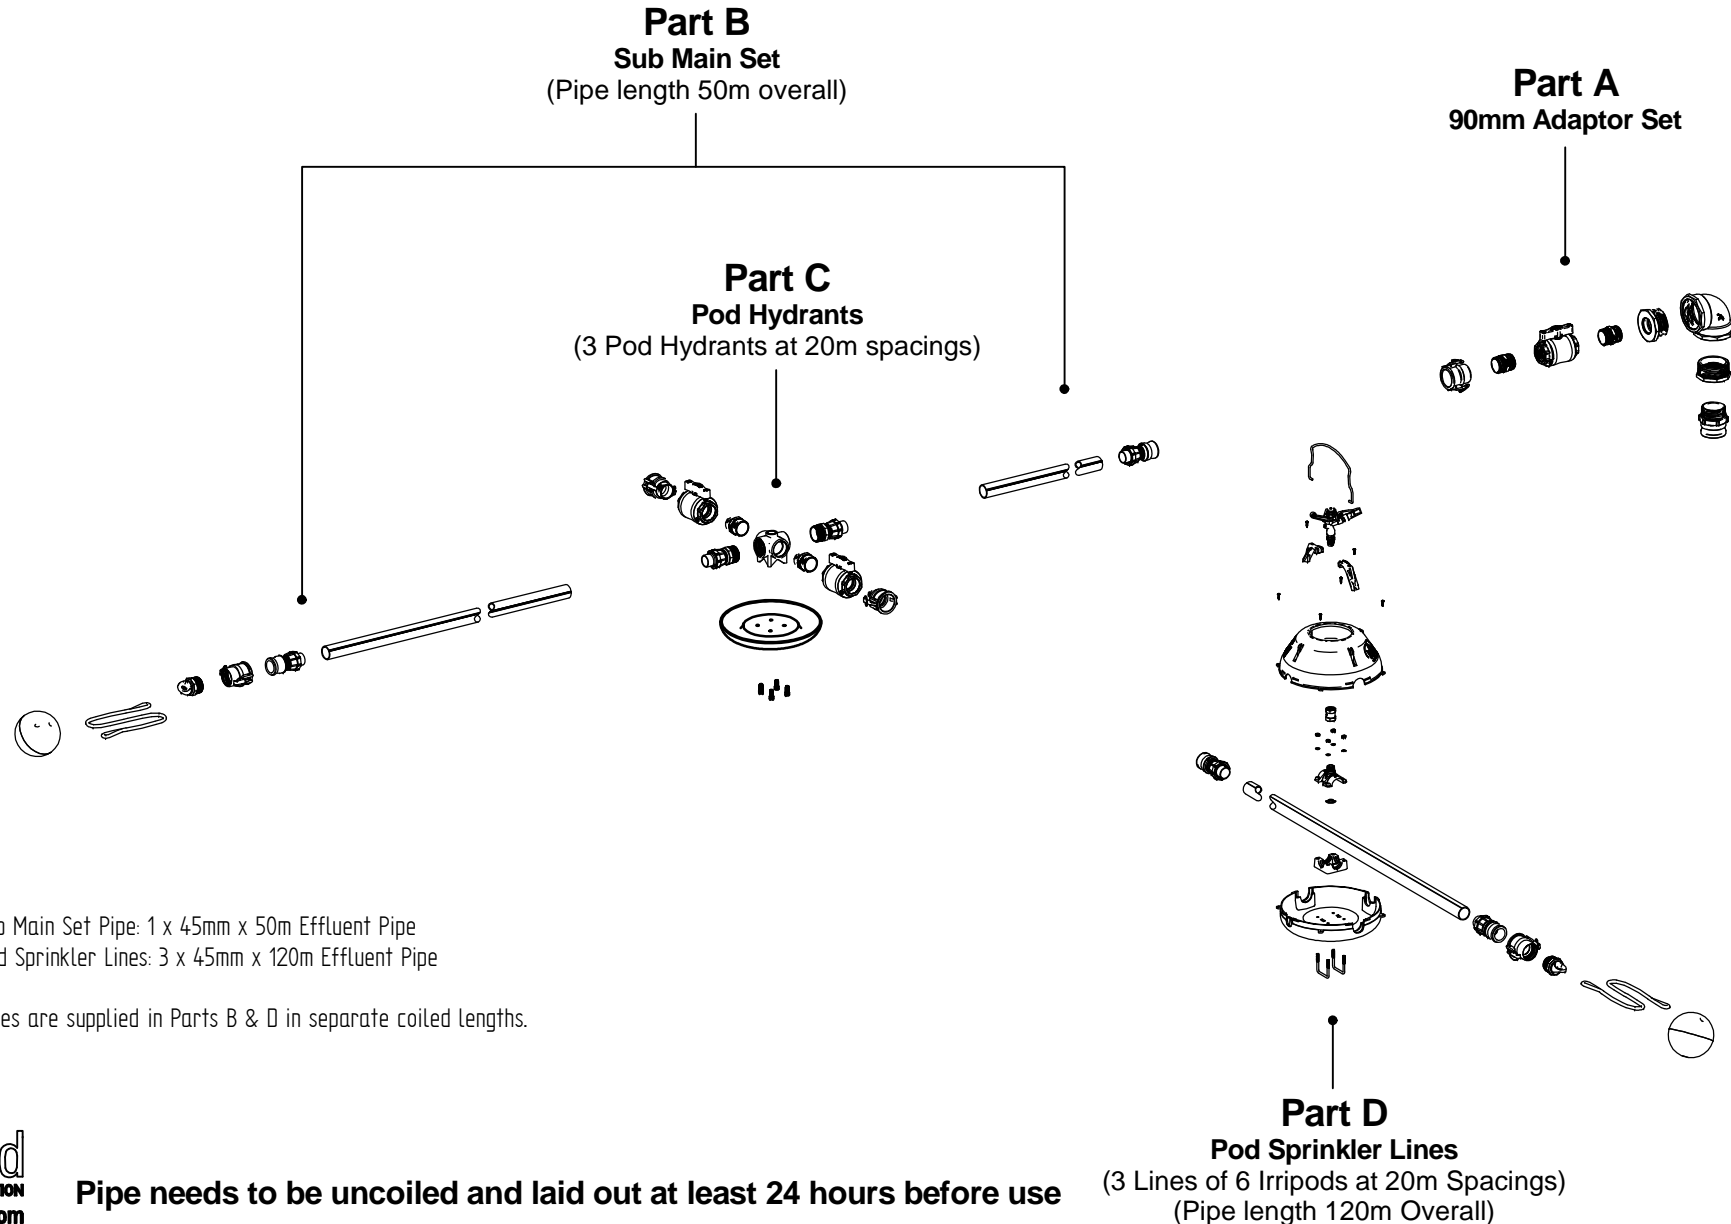 Part B
Sub Main Set
(Pipe length 50m overall)
Part A
90mm Adaptor Set
Part C
Pod Hydrants
(3 Pod Hydrants at 20m spacings)
Main Set Pipe: 1 x 45mm x 50m Effluent Pipe
Sprinkler Lines: 3 x 45mm x 120m Effluent Pipe
are supplied in Parts B & D in separate coiled lengths.
Part D
Pod Sprinkler Lines
(3 Lines of 6 Irripods at 20m Spacings)
(Pipe length 120m Overall)
Pipe needs to be uncoiled and laid out at least 24 hours before use